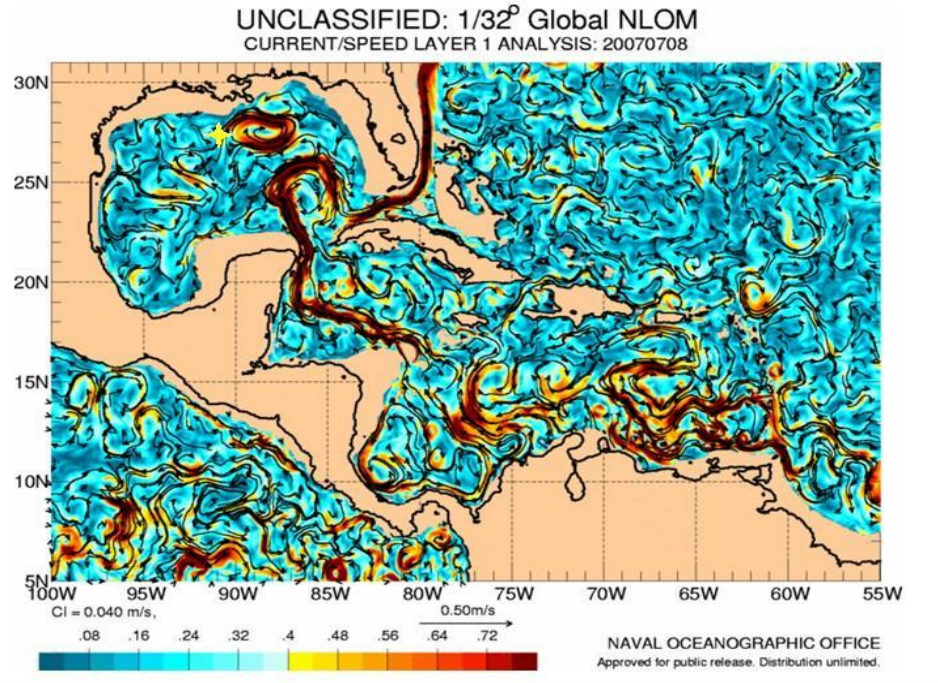 UNCLASSIFIED: 1/32° Global NLOM
CURRENT/SPEED LAYER 1 ANALYSIS: 20070708
30N
25N
20N
15N
10N
5N
100W 95W 90W 85W 80W 75W 70W 65W 60W 55W
CI = 0.040 m/s, 0.50m/s
.08 .16 .24 .32 .4 .48 .56 .64 .72
NAVAL OCEANOGRAPHIC OFFICE
Approved for public release. Distribution unlimited.